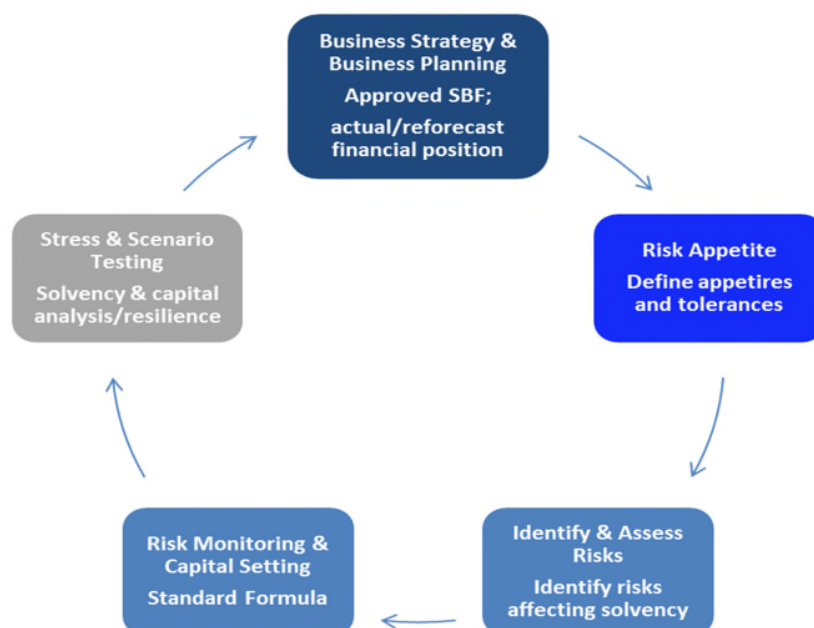 Business Strategy &
Business Planning
Approved SBF;
actual/reforecast
financial position
Risk Appetite
Define appetires
and tolerances
Identify & Assess
Risks
Identify risks
affecting solvency
Risk Monitoring &
Capital Setting
Standard Formula
Stress & Scenario
Testing
Solvency & capital
analysis/resilience